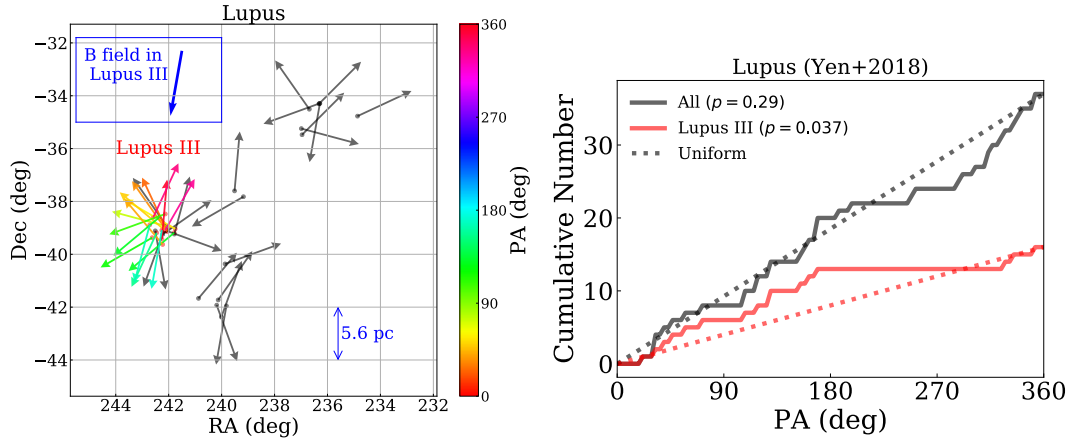 Lupus
B field in
Lupus III
Lupus III
5.6 pc
−32
−34
−36
−38
−40
−42
−44
Dec (deg)
244 242 240 238 236 234 232
RA (deg)
360
270
180
90
0
PA (deg)
Lupus (Yen+2018)
All (p = 0.29)
Lupus III (p = 0.037)
Uniform
30
20
10
0
Cumulative Number
0 90 180 270 360
PA (deg)